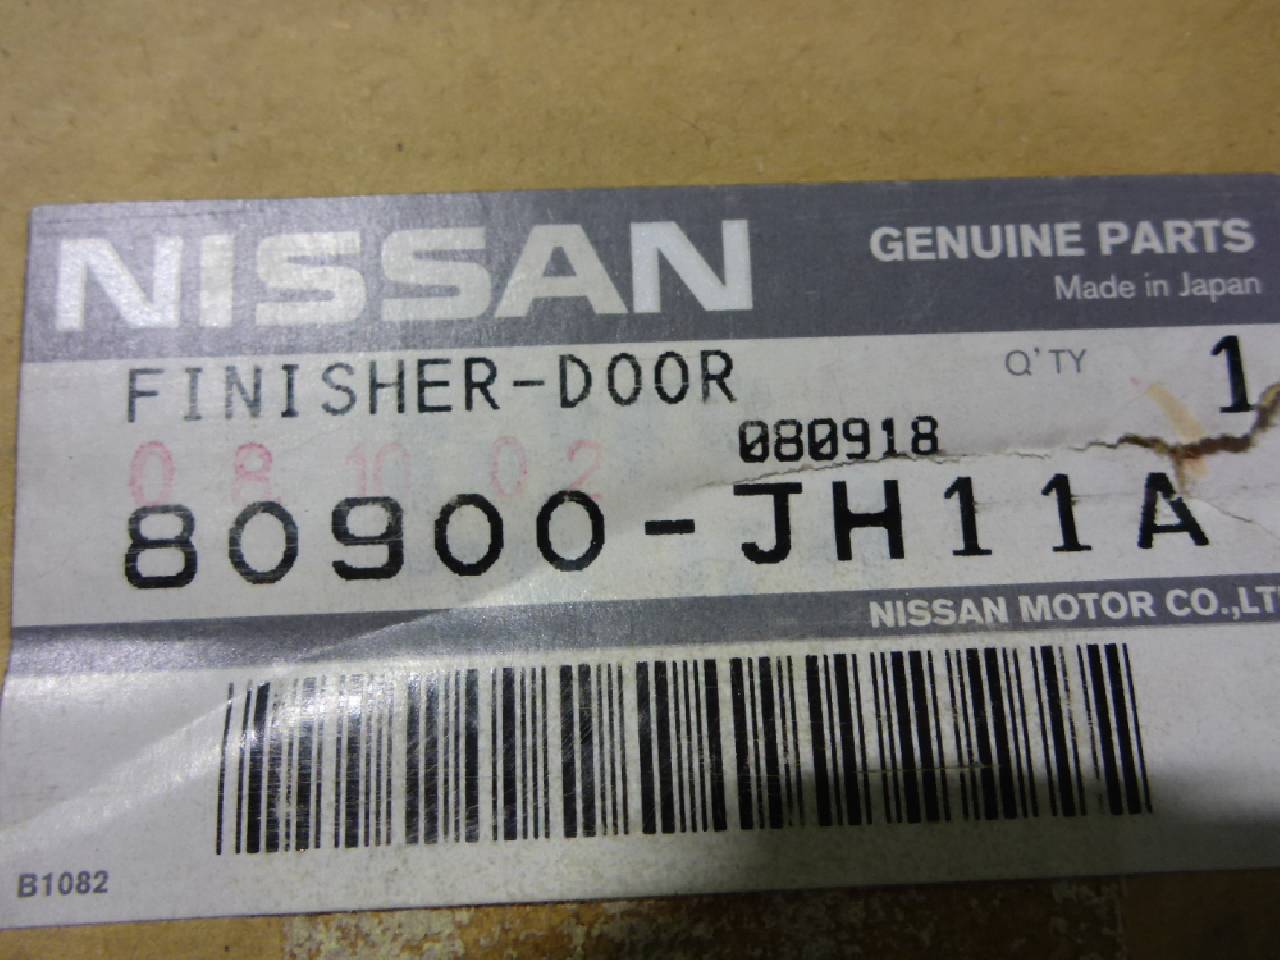 NISSAN
GENUINE PARTS
Made in Japan
FINISHER-DOOR
Q'TY 1
080918
08 10 02
80900-JH11A
NISSAN MOTOR CO.,LT
B1082